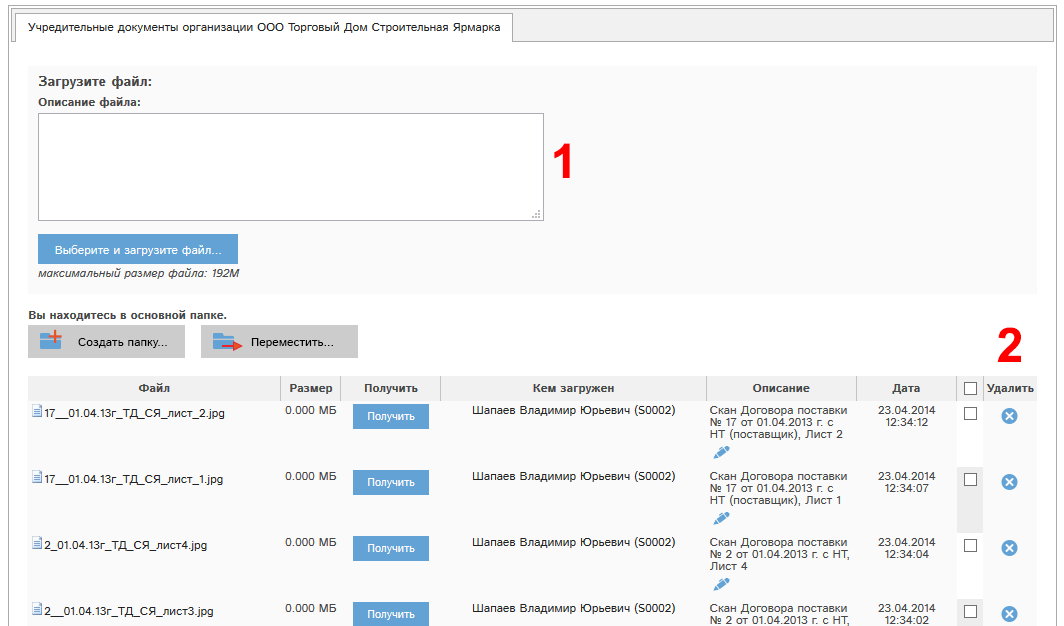 Учредительные документы организации ООО Торговый Дом Строительная Ярмарка
Загрузите файл:
Описание файла:
1
Выберите и загрузите файл...
максимальный размер файла: 192M
Вы находитесь в основной папке.
Создать папку... Переместить...
2
Файл Размер Получить Кем загружен Описание Дата Удалить
17__01.04.13г_ТД_СЯ_лист_2.jpg 0.000 МБ Получить Шапаев Владимир Юрьевич (S0002) Скан Договора поставки 23.04.2014
№ 17 от 01.04.2013 г. с 12:34:12
НТ (поставщик), Лист 2
17__01.04.13г_ТД_СЯ_лист_1.jpg 0.000 МБ Получить Шапаев Владимир Юрьевич (S0002) Скан Договора поставки 23.04.2014
№ 17 от 01.04.2013 г. с 12:34:07
НТ (поставщик), Лист 1
2_01.04.13г_ТД_СЯ_лист4.jpg 0.000 МБ Получить Шапаев Владимир Юрьевич (S0002) Скан Договора поставки 23.04.2014
№ 2 от 01.04.2013 г. с НТ, 12:34:04
Лист 4
2__01.04.13г_ТД_СЯ_лист3.jpg 0.000 МБ Получить Шапаев Владимир Юрьевич (S0002) Скан Договора поставки 23.04.2014
№ 2 от 01.04.2013 г. с НТ, 12:34:02